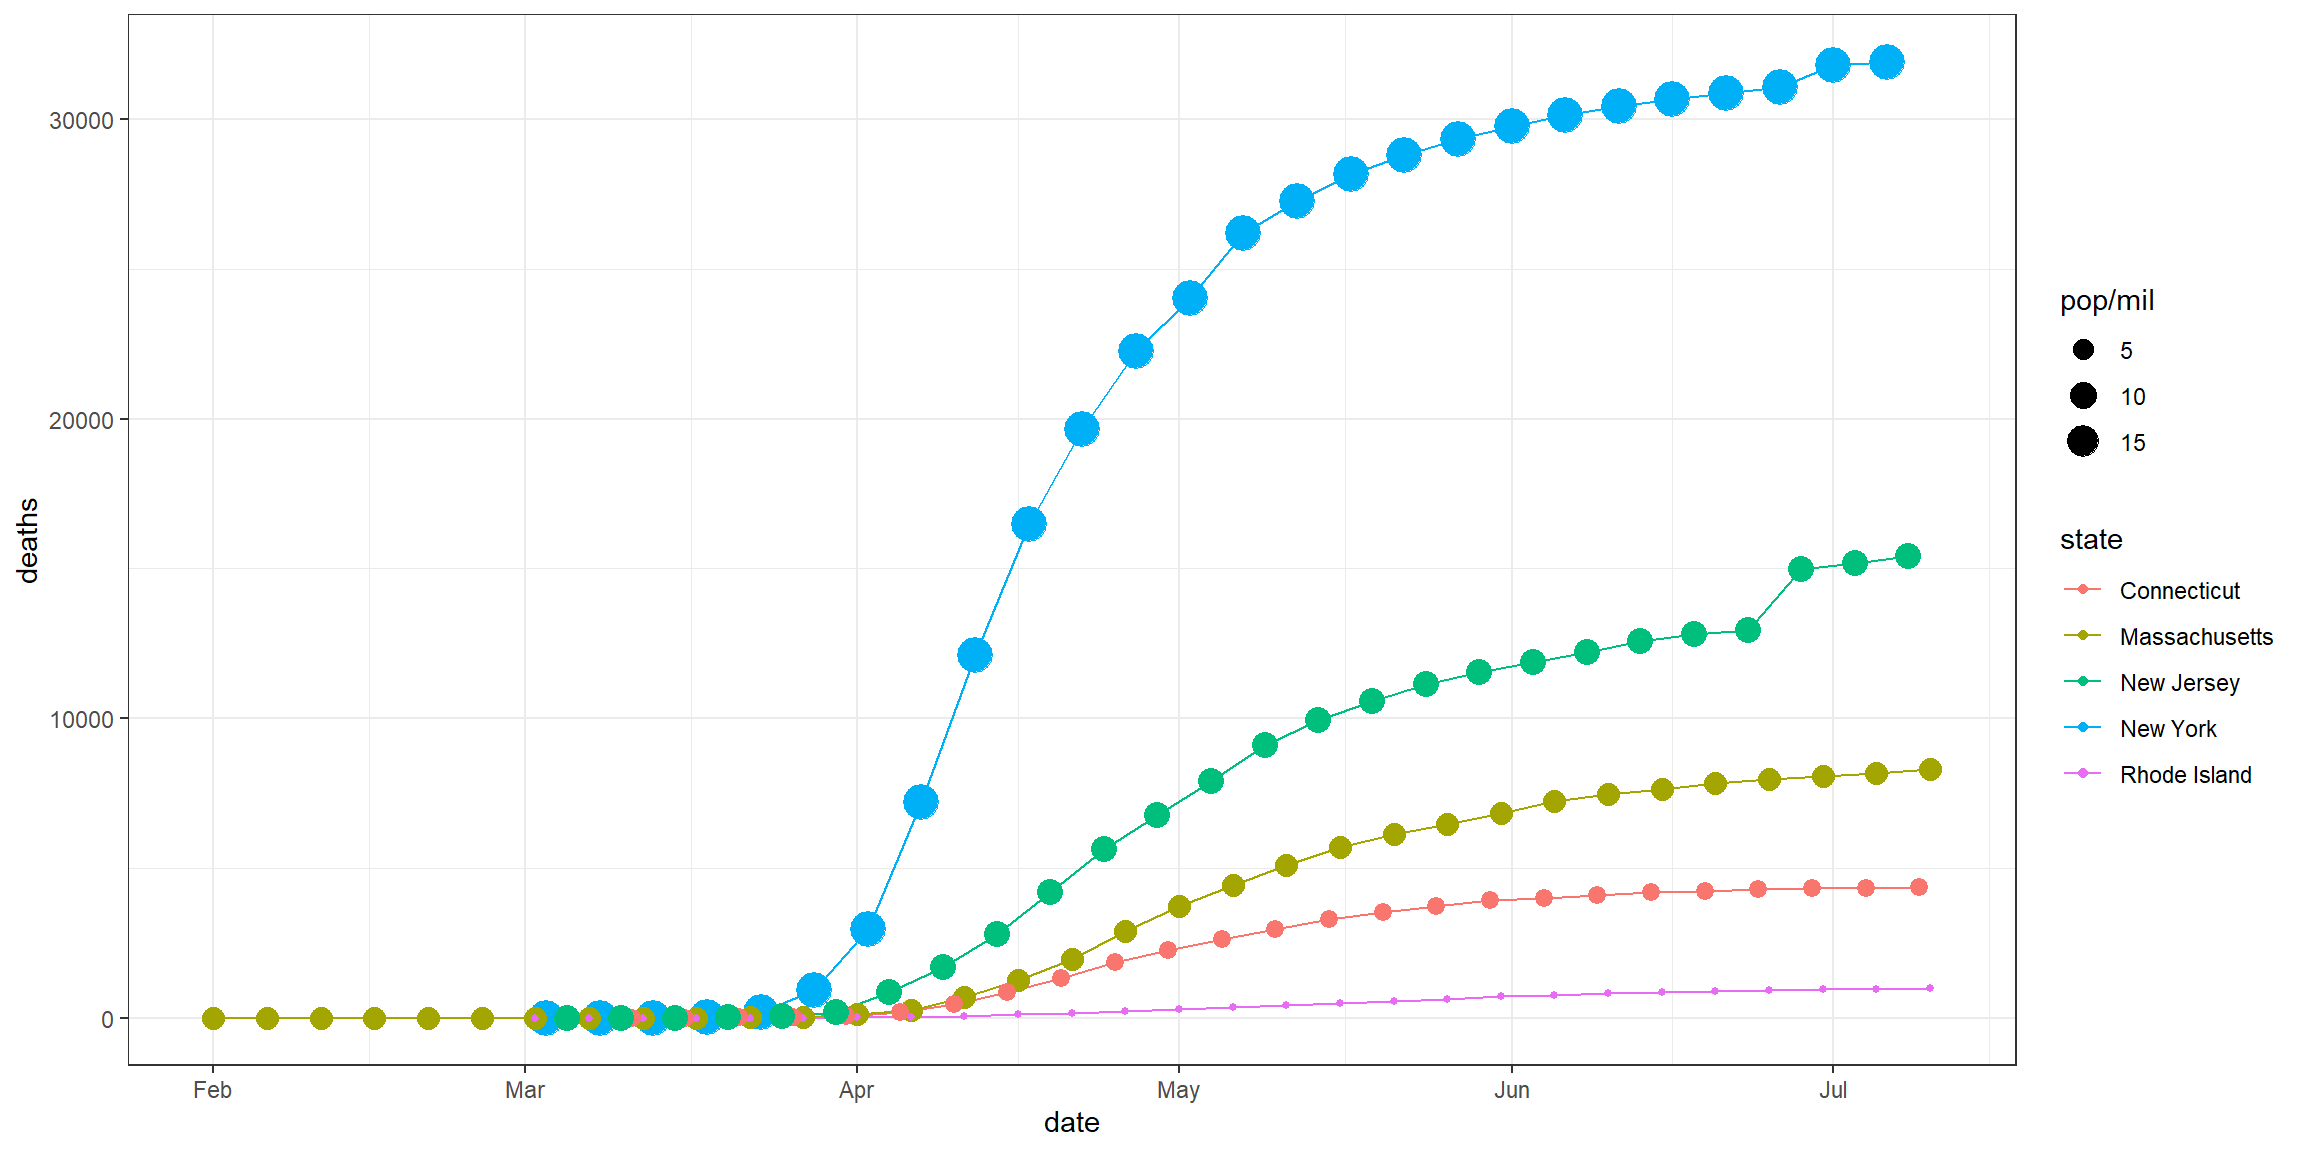 30000
20000
10000
0
deaths
Feb Mar Apr May Jun Jul
date
pop/mil
5
10
15
state
Connecticut
Massachusetts
New Jersey
New York
Rhode Island